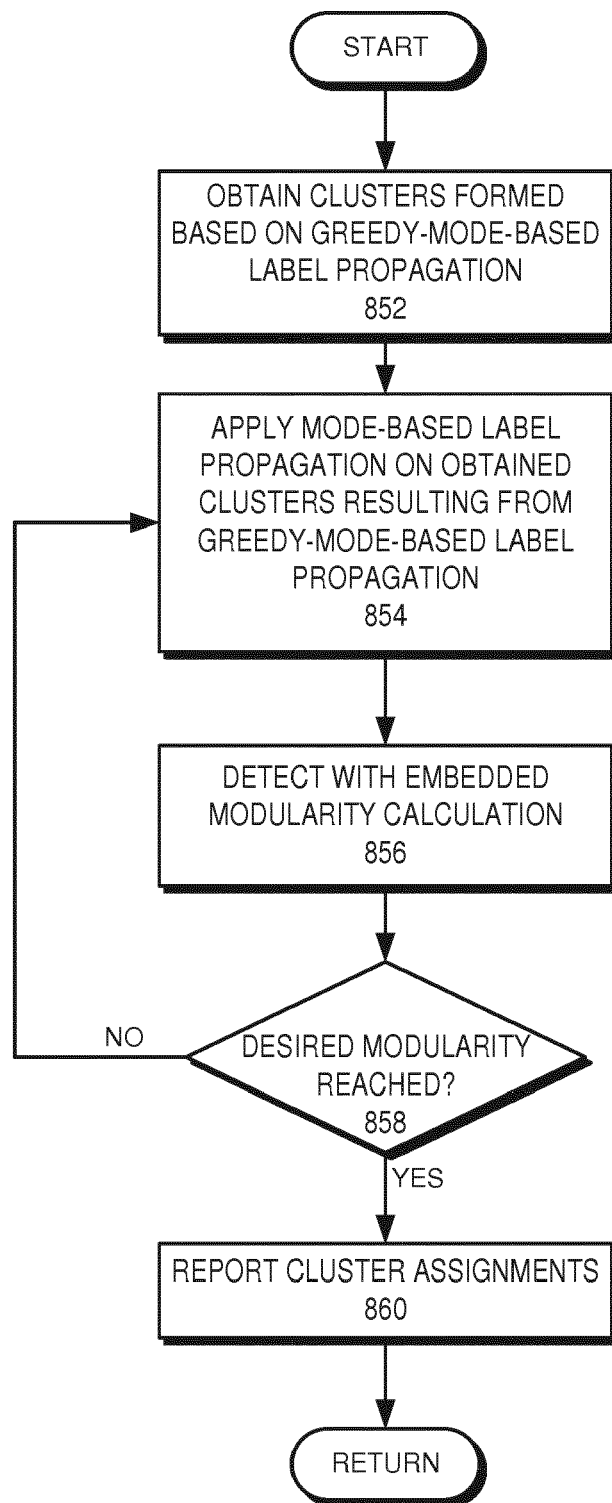 START
OBTAIN CLUSTERS FORMED
BASED ON GREEDY-MODE-BASED
LABEL PROPAGATION
852
APPLY MODE-BASED LABEL
PROPAGATION ON OBTAINED
CLUSTERS RESULTING FROM
GREEDY-MODE-BASED LABEL
PROPAGATION
854
DETECT WITH EMBEDDED
MODULARITY CALCULATION
856
NO
DESIRED MODULARITY
REACHED?
858
YES
REPORT CLUSTER ASSIGNMENTS
860
RETURN